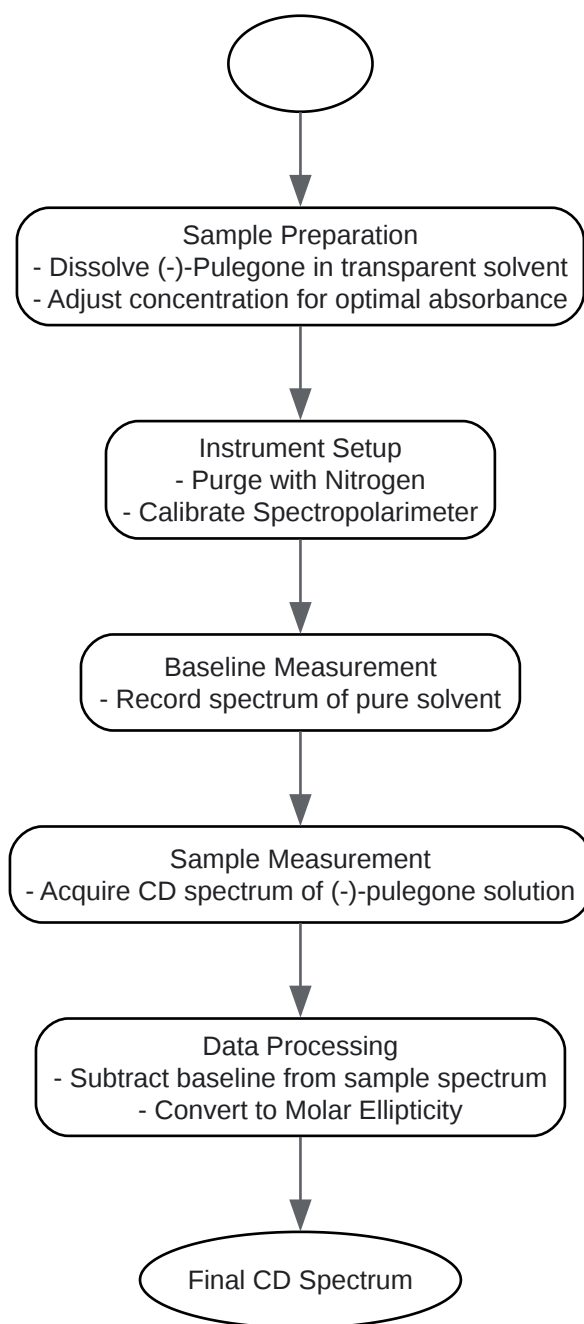 Sample Preparation
- Dissolve (-)-Pulegone in transparent solvent
- Adjust concentration for optimal absorbance
Instrument Setup
- Purge with Nitrogen
- Calibrate Spectropolarimeter
Baseline Measurement
- Record spectrum of pure solvent
Sample Measurement
- Acquire CD spectrum of (-)-pulegone solution
Data Processing
- Subtract baseline from sample spectrum
- Convert to Molar Ellipticity
Final CD Spectrum